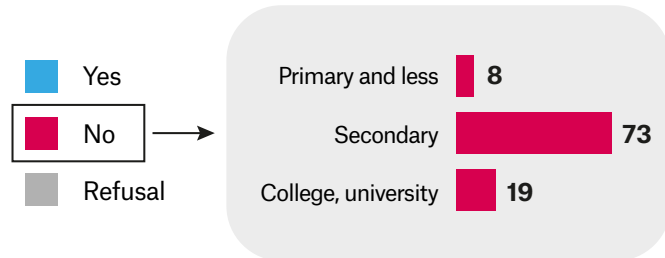 Yes
No
Refusal
Primary and less 8
Secondary 73
College, university 19